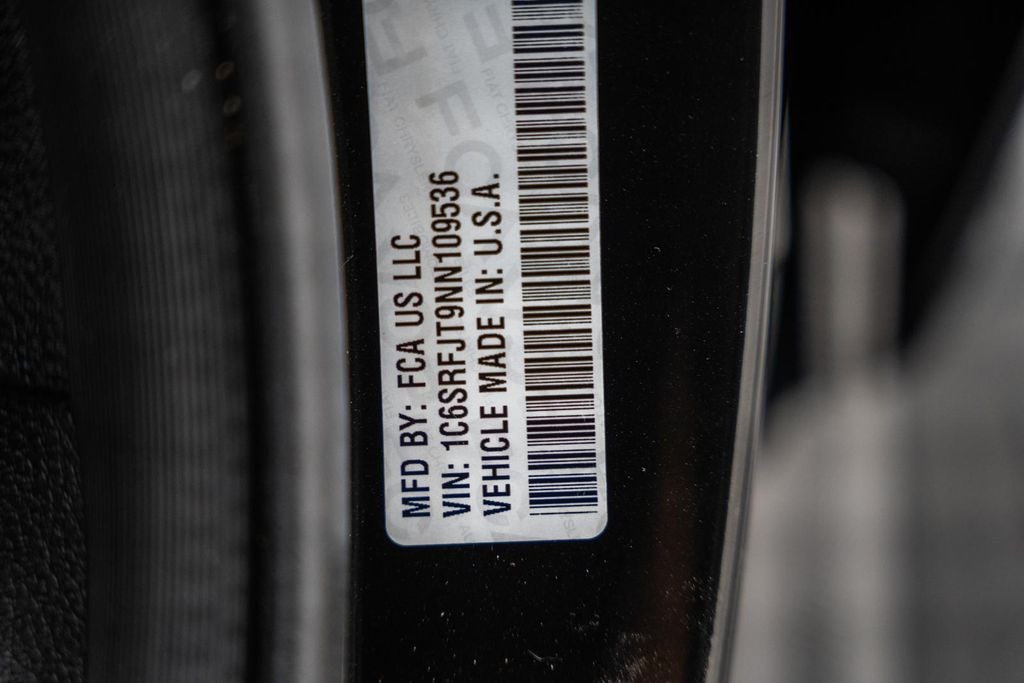 MFD BY: FCA US LLC
VIN: 1C6SRFJT9NN109536
VEHICLE MADE IN: U.S.A.